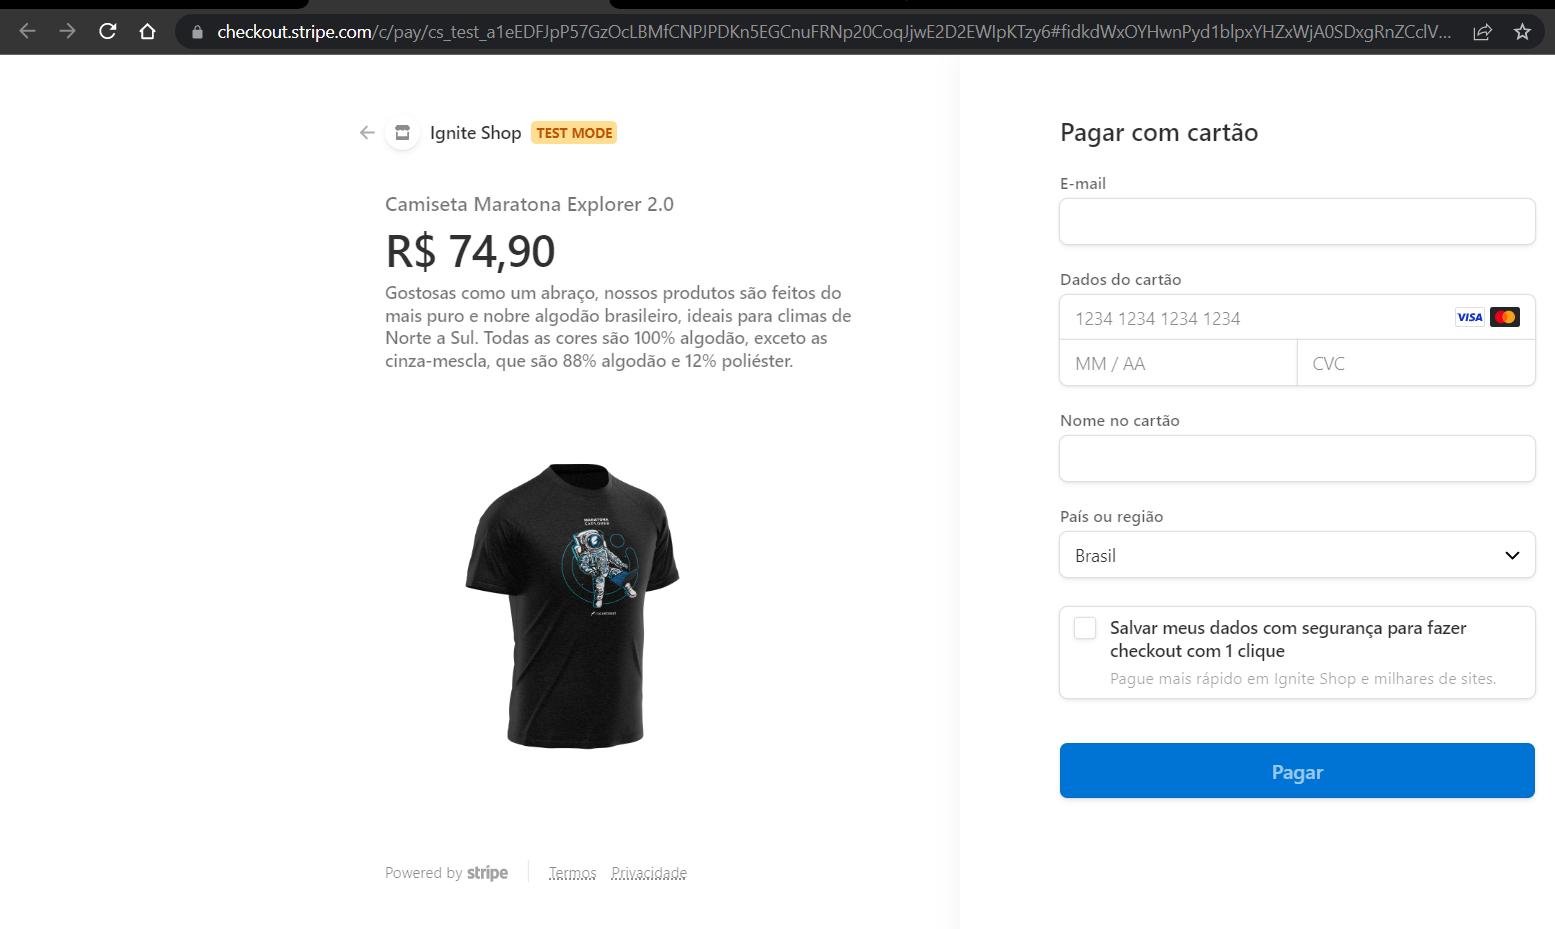 checkout.stripe.com/c/pay/cs_test_a1eEDFJpP57GzOcLBMfCNPJPDKn5EGCnuFRNp20CoqJjwE2D2EWIpKTzy6#fidkdWxOYHwnPyd1blpxYHZxWjA0SDxgRnZCclV...
Ignite Shop TEST MODE
Camiseta Maratona Explorer 2.0
R$ 74,90
Gostosas como um abraço, nossos produtos são feitos do
mais puro e nobre algodão brasileiro, ideais para climas de
Norte a Sul. Todas as cores são 100% algodão, exceto as
cinza-mescla, que são 88% algodão e 12% poliéster.
MARATONA
EXPLORER
Powered by stripe
Termos Privacidade
Pagar com cartão
E-mail
Dados do cartão
1234 1234 1234 1234 VISA
MM / AA CVC
Nome no cartão
País ou região
Brasil
Salvar meus dados com segurança para fazer
checkout com 1 clique
Pague mais rápido em Ignite Shop e milhares de sites.
Pagar